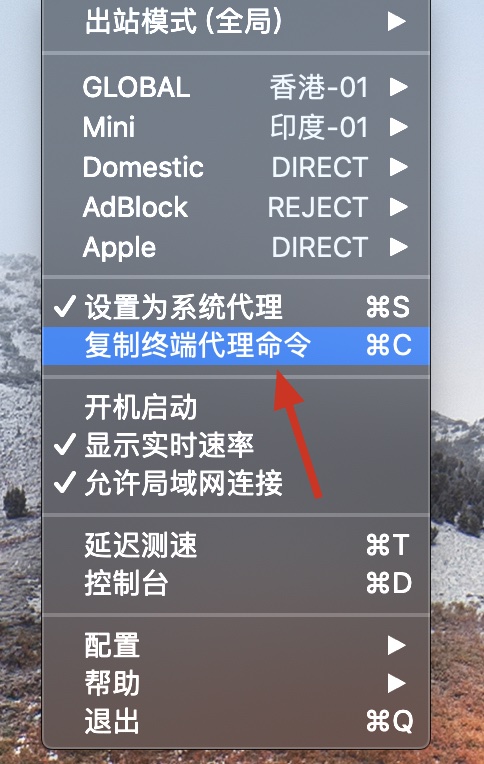 出站模式 (全局) ▶
GLOBAL 香港-01 ▶
Mini 印度-01 ▶
Domestic DIRECT ▶
AdBlock REJECT ▶
Apple DIRECT ▶
✓ 设置为系统代理 ⌘S
复制终端代理命令 ⌘C
开机启动
✓ 显示实时速率
✓ 允许局域网连接
延迟测速 ⌘T
控制台 ⌘D
配置 ▶
帮助 ▶
退出 ⌘Q